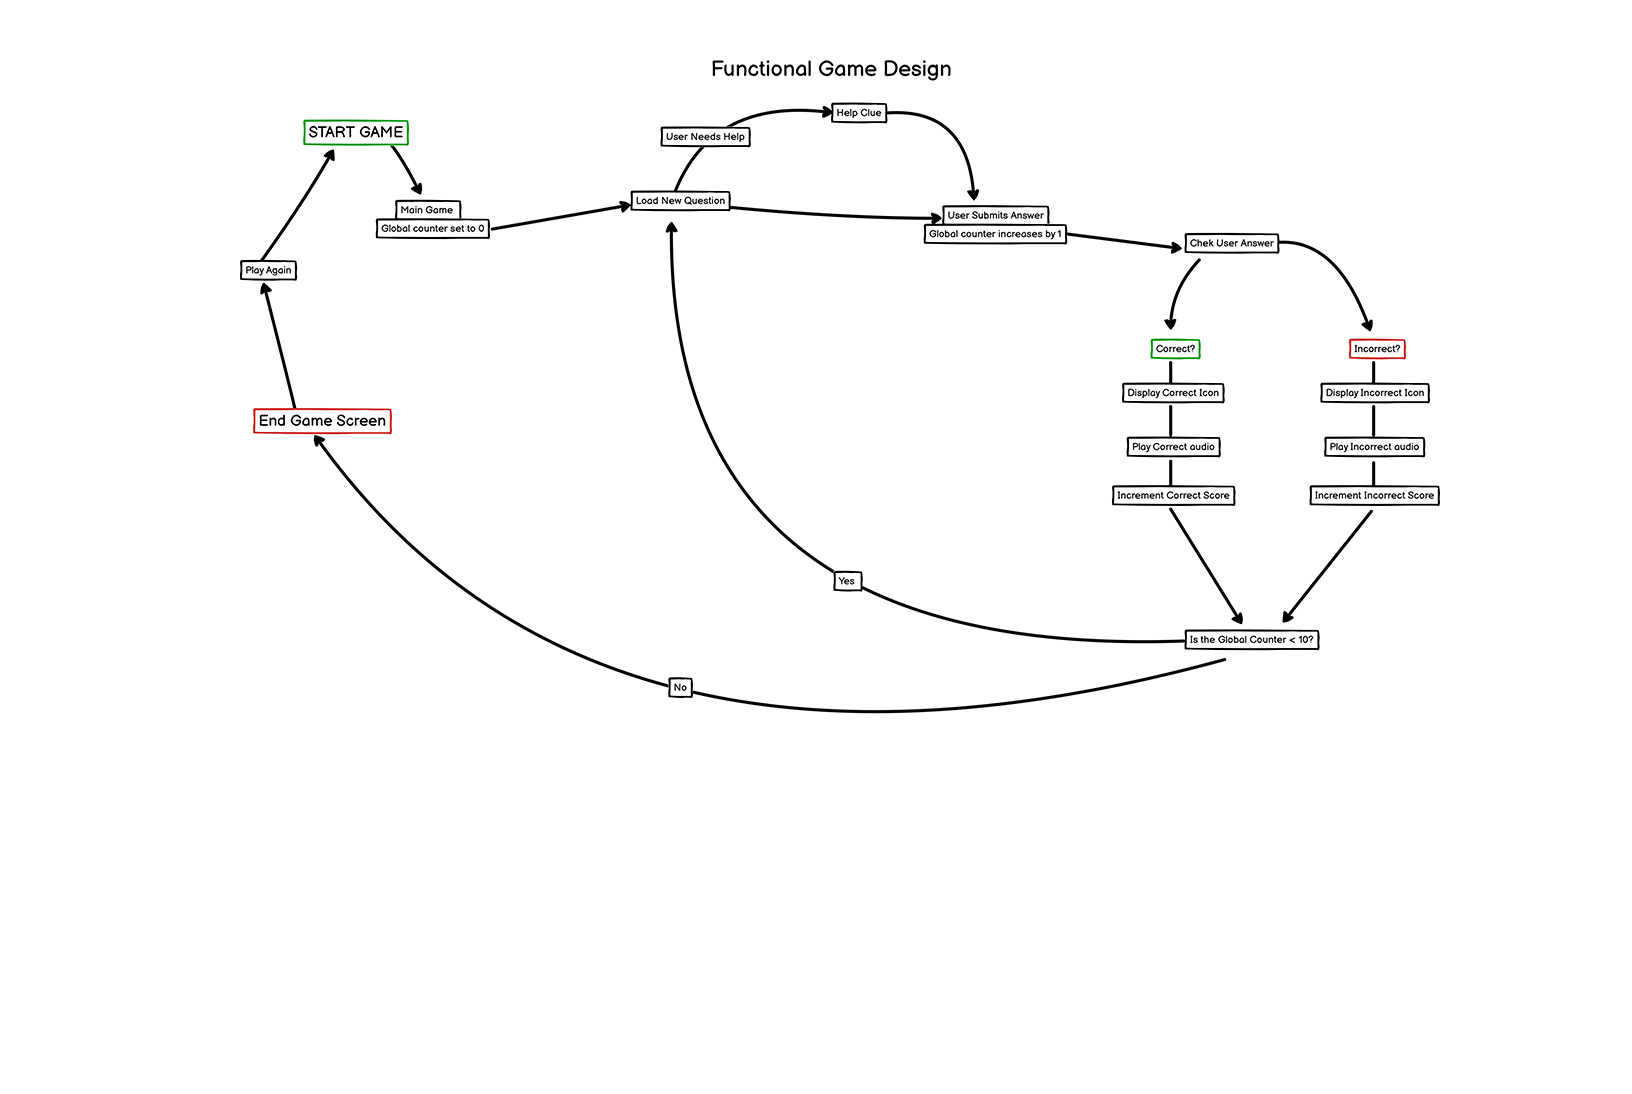 Functional Game Design
START GAME
Main Game
Global counter set to 0
Load New Question
User Needs Help
Help Clue
User Submits Answer
Global counter increases by 1
Chek User Answer
Correct?
Display Correct Icon
Play Correct audio
Increment Correct Score
Incorrect?
Display Incorrect Icon
Play Incorrect audio
Increment Incorrect Score
Is the Global Counter < 10?
Yes
No
End Game Screen
Play Again